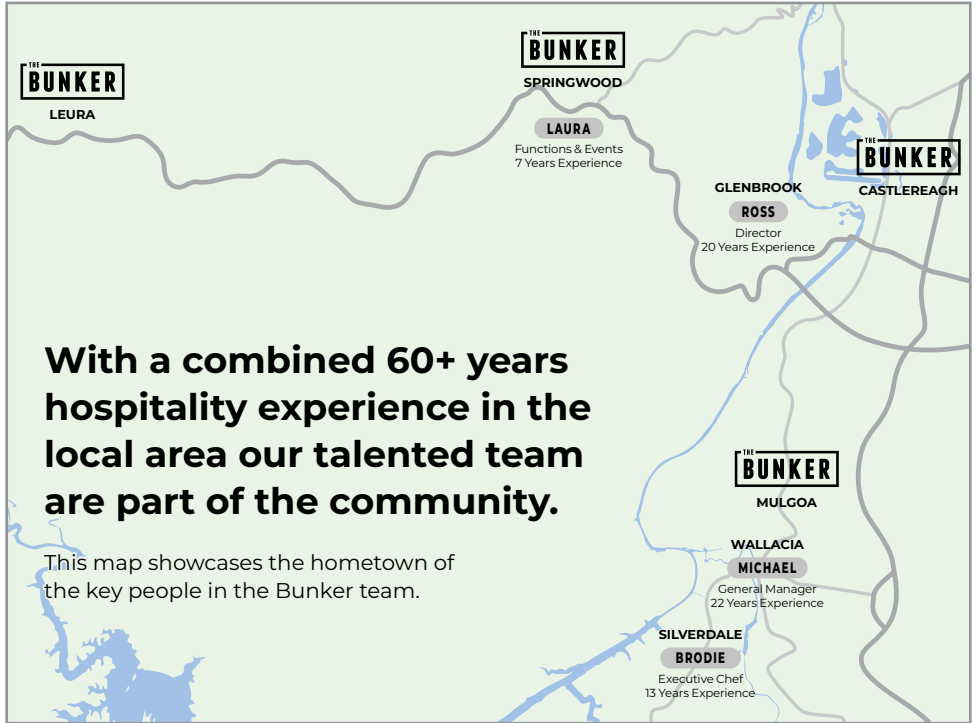 THE
BUNKER
LEURA
THE
BUNKER
SPRINGWOOD
LAURA
Functions & Events
7 Years Experience
THE
BUNKER
CASTLEREAGH
GLENBROOK
ROSS
Director
20 Years Experience
With a combined 60+ years
hospitality experience in the
local area our talented team
are part of the community.
This map showcases the hometown of
the key people in the Bunker team.
THE
BUNKER
MULGOA
WALLACIA
MICHAEL
General Manager
22 Years Experience
SILVERDALE
BRODIE
Executive Chef
13 Years Experience